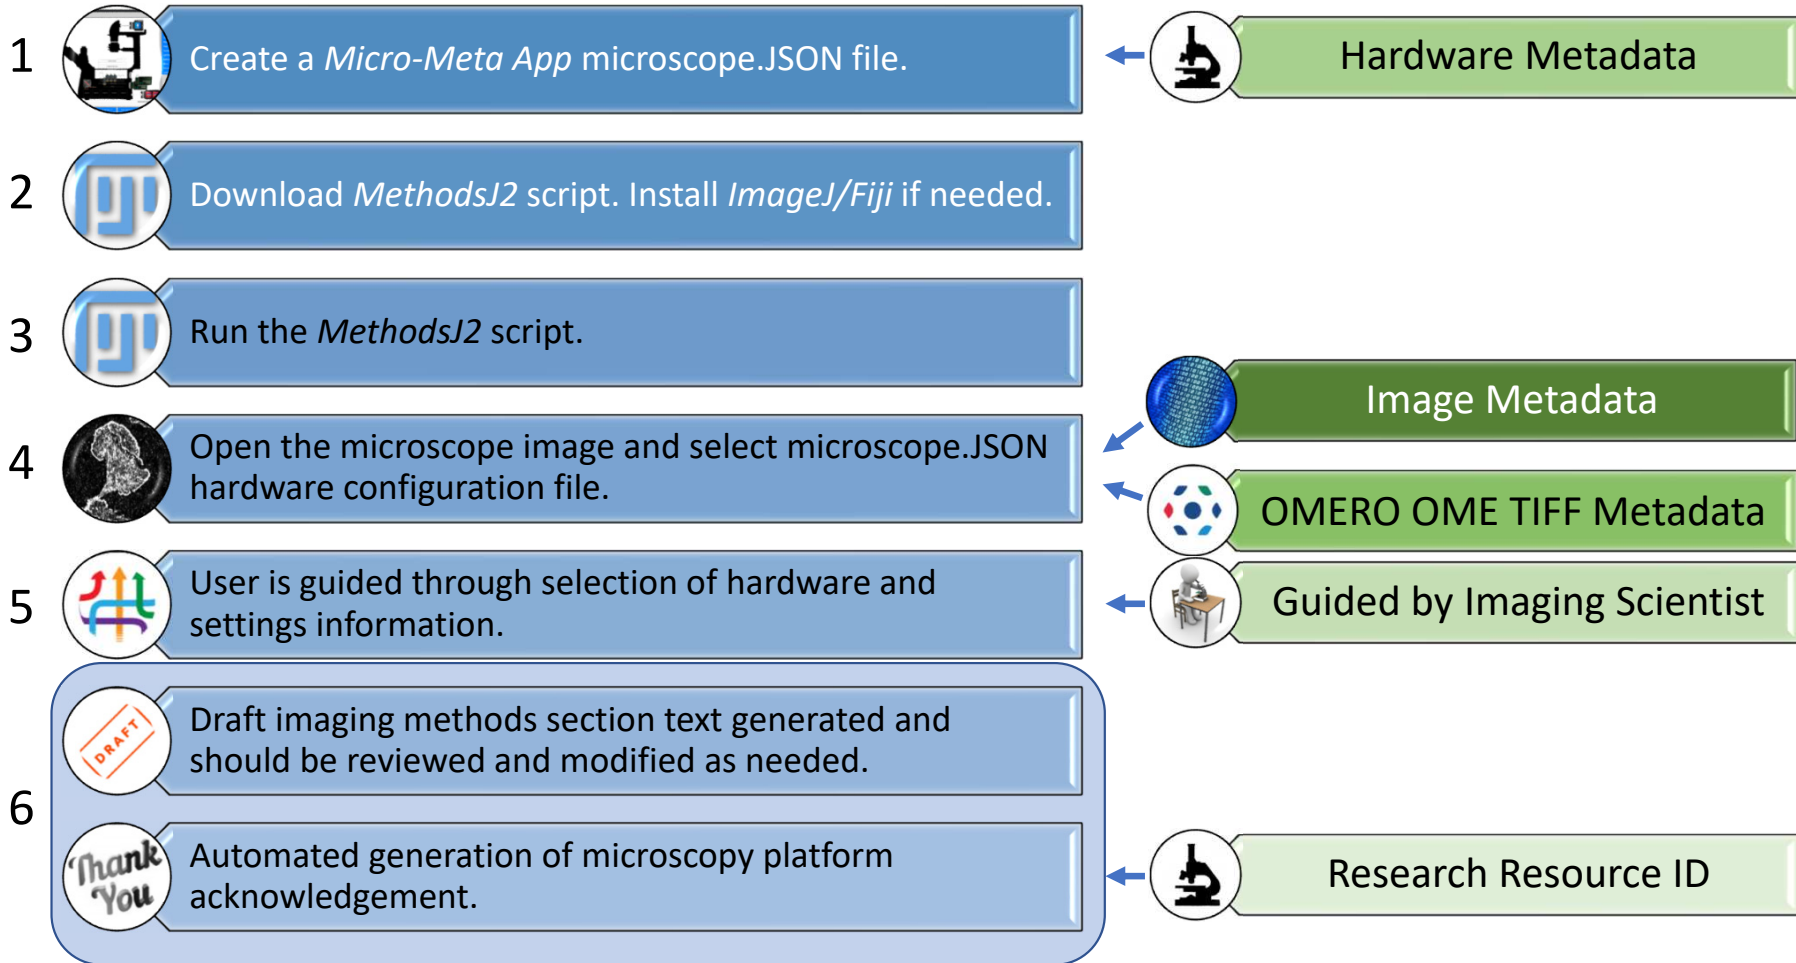 1
Create a Micro-Meta App microscope.JSON file.
Hardware Metadata
2
Download MethodsJ2 script. Install ImageJ/Fiji if needed.
3
Run the MethodsJ2 script.
Image Metadata
4
Open the microscope image and select microscope.JSON
hardware configuration file.
OMERO OME TIFF Metadata
5
User is guided through selection of hardware and
settings information.
Guided by Imaging Scientist
6
DRAFT
Draft imaging methods section text generated and
should be reviewed and modified as needed.
Thank
You
Automated generation of microscopy platform
acknowledgement.
Research Resource ID